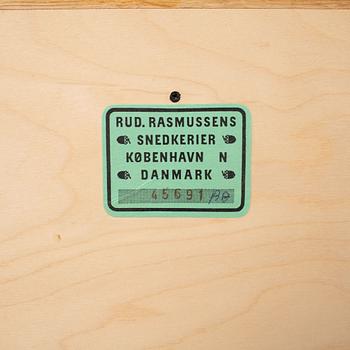 RUD. RASMUSSENS
SNEDKERIER
KØBENHAVN N
DANMARK
45691